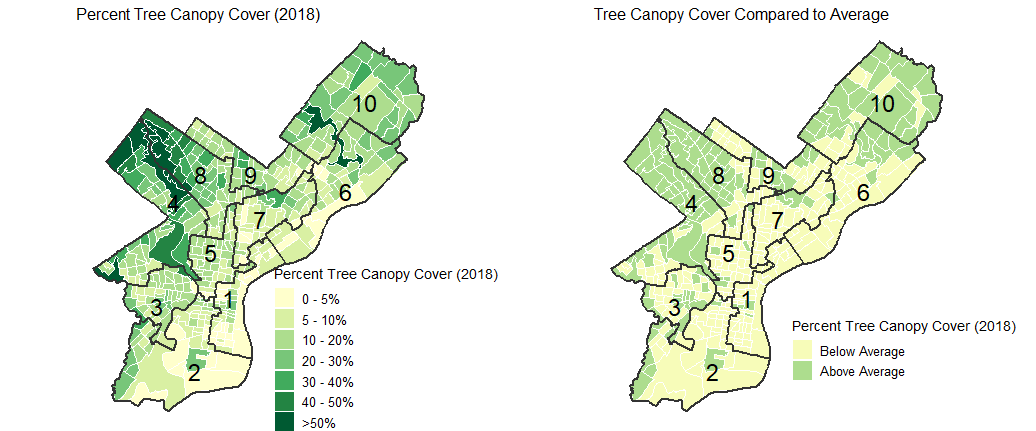 Percent Tree Canopy Cover (2018)
10
8
9
4
6
7
5
1
3
2
Percent Tree Canopy Cover (2018)
0 - 5%
5 - 10%
10 - 20%
20 - 30%
30 - 40%
40 - 50%
>50%
Tree Canopy Cover Compared to Average
10
8
9
4
6
7
5
1
3
2
Percent Tree Canopy Cover (2018)
Below Average
Above Average